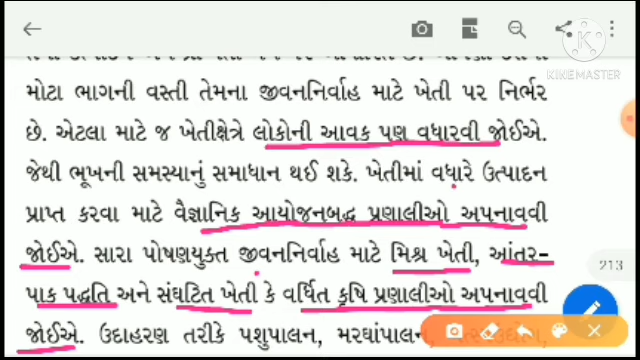 મોટા ભાગની વસ્તી તેમના જીવનનિર્વાહ માટે ખેતી પર નિર્ભર
છે. એટલા માટે જ ખેતીક્ષેત્રે લોકોની આવક પણ વધારવી જોઈએ.
જેથી ભૂખની સમસ્યાનું સમાધાન થઈ શકે. ખેતીમાં વધારે ઉત્પાદન
પ્રાપ્ત કરવા માટે વૈજ્ઞાનિક આયોજનબદ્ધ પ્રણાલીઓ અપનાવવી
જોઈએ. સારા પોષણયુક્ત જીવનનિર્વાહ માટે મિશ્ર ખેતી, આંતર-
પાક પદ્ધતિ અને સંઘટિત ખેતી કે વર્ધિત કૃષિ પ્રણાલીઓ અપનાવવી
જોઈએ. ઉદાહરણ તરીકે પશુપાલન, મરઘાંપાલન,
213
KINEMASTER